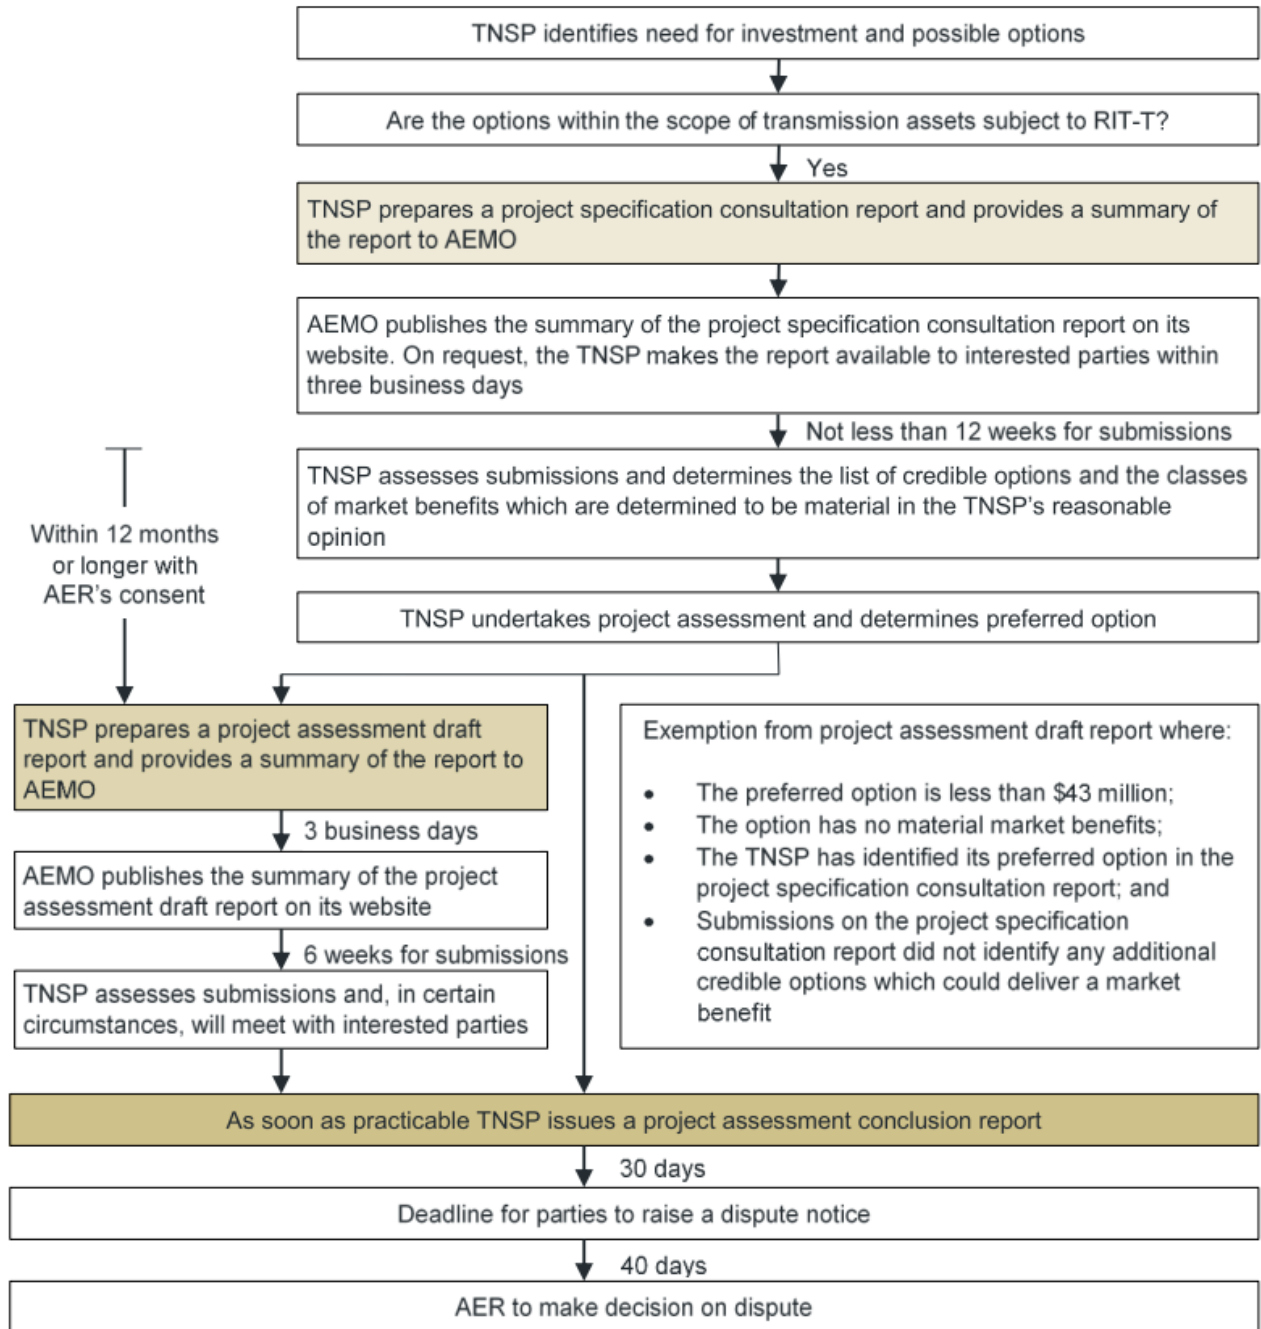 TNSP identifies need for investment and possible options
Are the options within the scope of transmission assets subject to RIT-T?
Yes
TNSP prepares a project specification consultation report and provides a summary of
the report to AEMO
AEMO publishes the summary of the project specification consultation report on its
website. On request, the TNSP makes the report available to interested parties within
three business days
Not less than 12 weeks for submissions
TNSP assesses submissions and determines the list of credible options and the classes
of market benefits which are determined to be material in the TNSP's reasonable
opinion
Within 12 months
or longer with
AER's consent
TNSP undertakes project assessment and determines preferred option
TNSP prepares a project assessment draft
report and provides a summary of the report to
AEMO
3 business days
AEMO publishes the summary of the project
assessment draft report on its website
6 weeks for submissions
TNSP assesses submissions and, in certain
circumstances, will meet with interested parties
Exemption from project assessment draft report where:
• The preferred option is less than $43 million;
• The option has no material market benefits;
• The TNSP has identified its preferred option in the
project specification consultation report; and
• Submissions on the project specification
consultation report did not identify any additional
credible options which could deliver a market
benefit
As soon as practicable TNSP issues a project assessment conclusion report
30 days
Deadline for parties to raise a dispute notice
40 days
AER to make decision on dispute